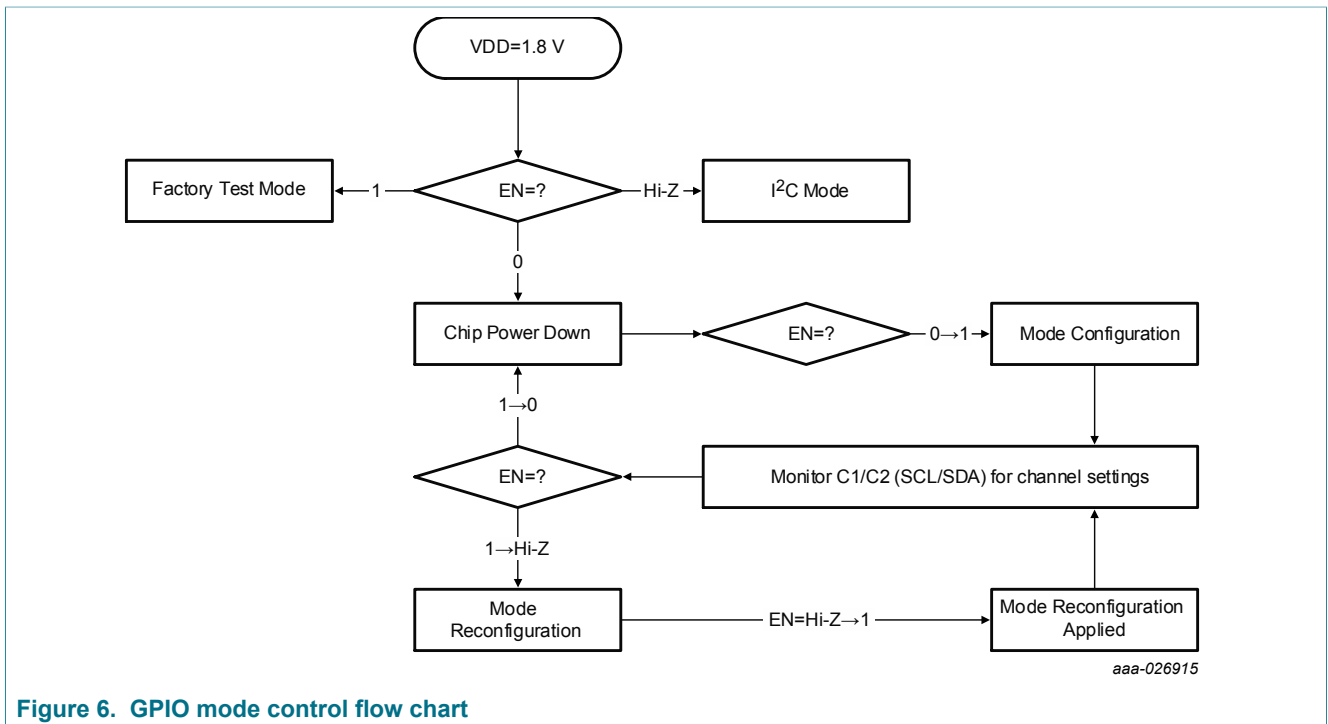 VDD=1.8 V
Factory Test Mode
1
EN=?
Hi-Z
I²C Mode
0
Chip Power Down
EN=?
0→1
Mode Configuration
1→0
EN=?
Monitor C1/C2 (SCL/SDA) for channel settings
1→Hi-Z
Mode
Reconfiguration
EN=Hi-Z→1
Mode Reconfiguration
Applied
aaa-026915
Figure 6. GPIO mode control flow chart